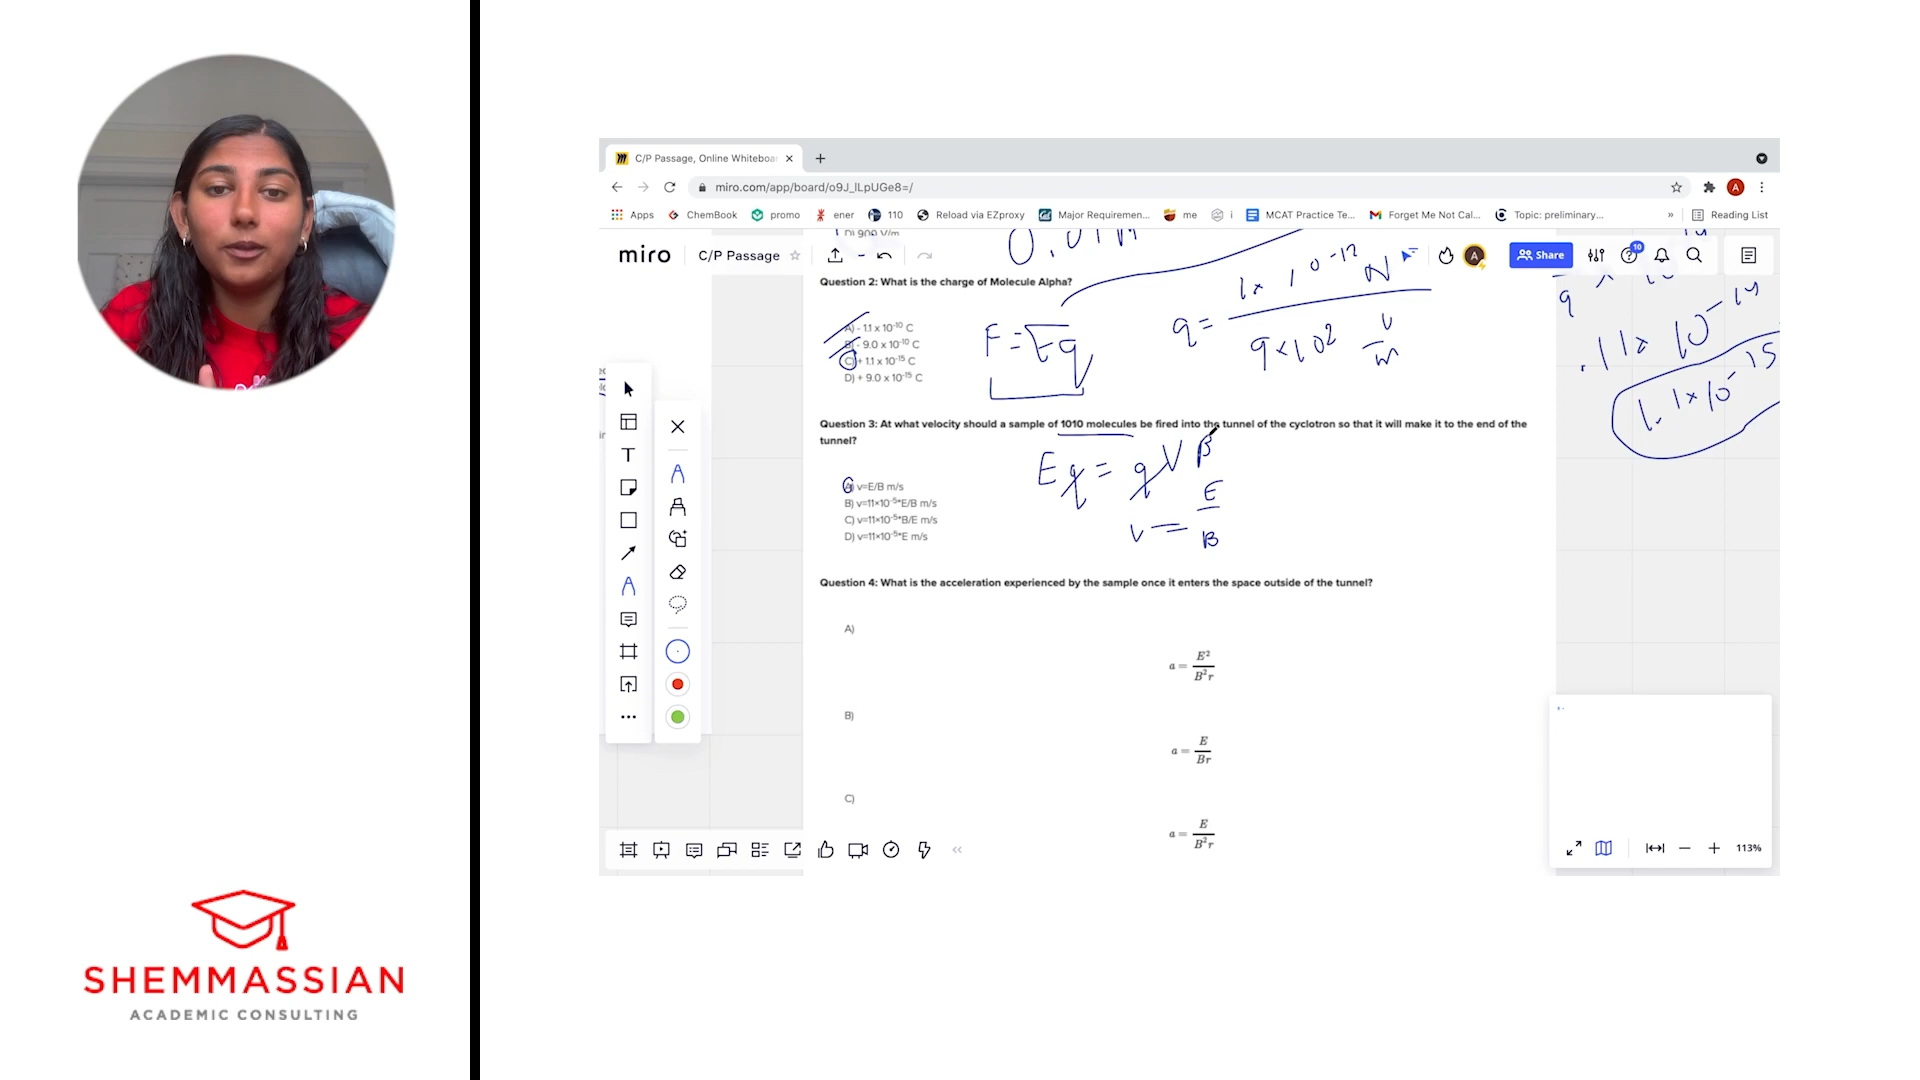 C/P Passage, Online Whiteboa
miro.com/app/board/o9J_lLpUGe8=/
Apps ChemBook promo ener 110 Reload via EZproxy Major Requiremen... me i MCAT Practice Te... Forget Me Not Cal... Topic: preliminary... » Reading List
D) 900 V/m
0.01m
miro C/P Passage Share 10 A
Question 2: What is the charge of Molecule Alpha?
A) - 1.1 x 10⁻¹⁰ C
B) - 9.0 x 10⁻¹⁰ C
C) + 1.1 x 10⁻¹⁵ C
D) + 9.0 x 10⁻¹⁵ C
F = Eq
q = 1 x 10⁻¹² N
9 x 10² V/m
.11 x 10⁻¹⁴
1.1 x 10⁻¹⁵
Question 3: At what velocity should a sample of 1010 molecules be fired into the tunnel of the cyclotron so that it will make it to the end of the
tunnel?
A) v=E/B m/s
B) v=11×10⁻⁵*E/B m/s
C) v=11×10⁻⁵*B/E m/s
D) v=11×10⁻⁵*E m/s
Eq = qVB
v = E/B
Question 4: What is the acceleration experienced by the sample once it enters the space outside of the tunnel?
A)
a = E²/B²r
B)
a = E/Br
C)
a = E/B²r
113%
SHEMMASSIAN
ACADEMIC CONSULTING